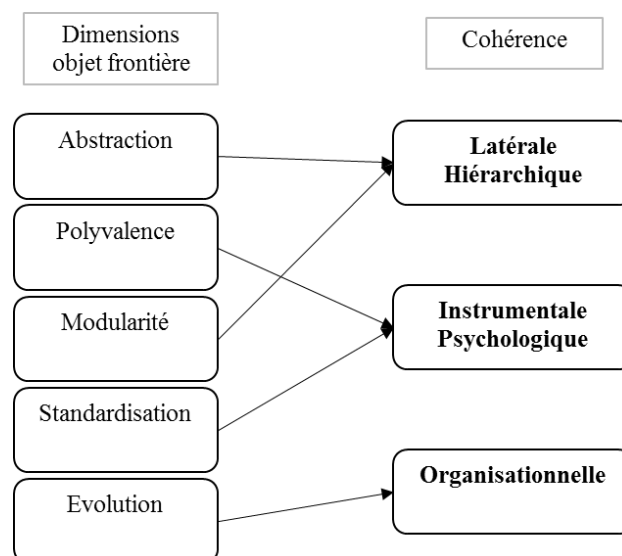 Dimensions
objet frontière
Cohérence
Abstraction
Polyvalence
Modularité
Standardisation
Evolution
Latérale
Hiérarchique
Instrumentale
Psychologique
Organisationnelle